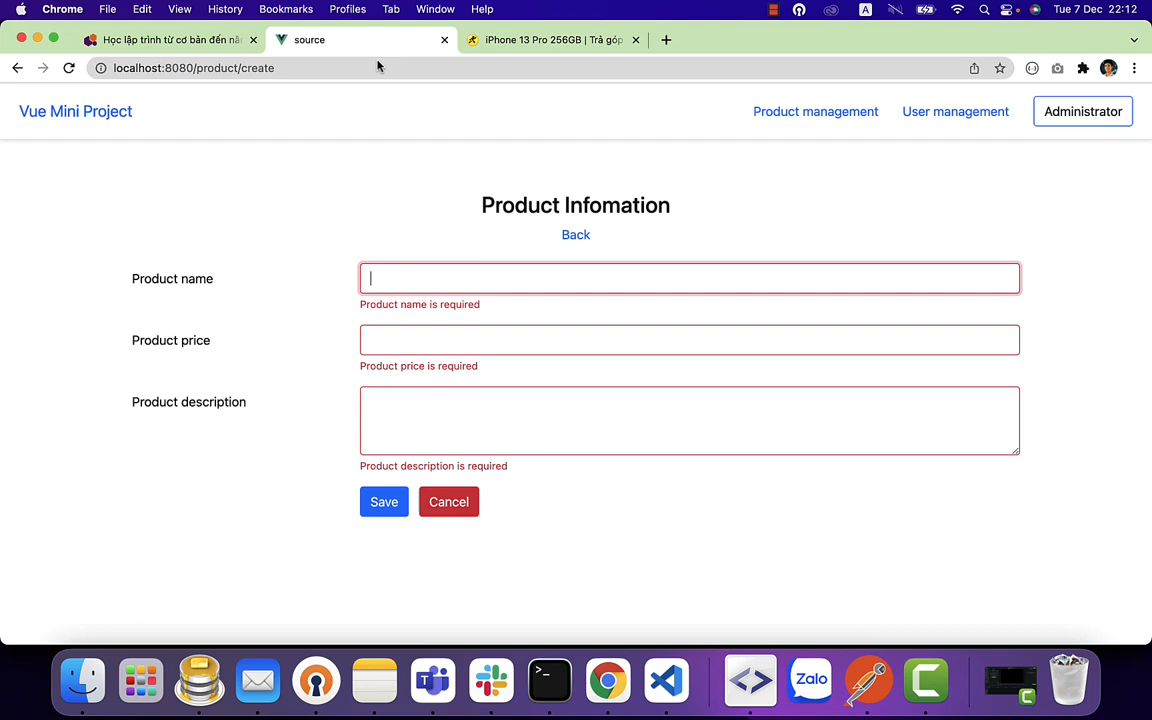 Chrome File Edit View History Bookmarks Profiles Tab Window Help A Tue 7 Dec 22:12
Học lập trình từ cơ bản đến nâ source iPhone 13 Pro 256GB | Trả góp
localhost:8080/product/create
Vue Mini Project Product management User management Administrator
Product Infomation
Back
Product name
Product name is required
Product price
Product price is required
Product description
Product description is required
Save Cancel
Zalo